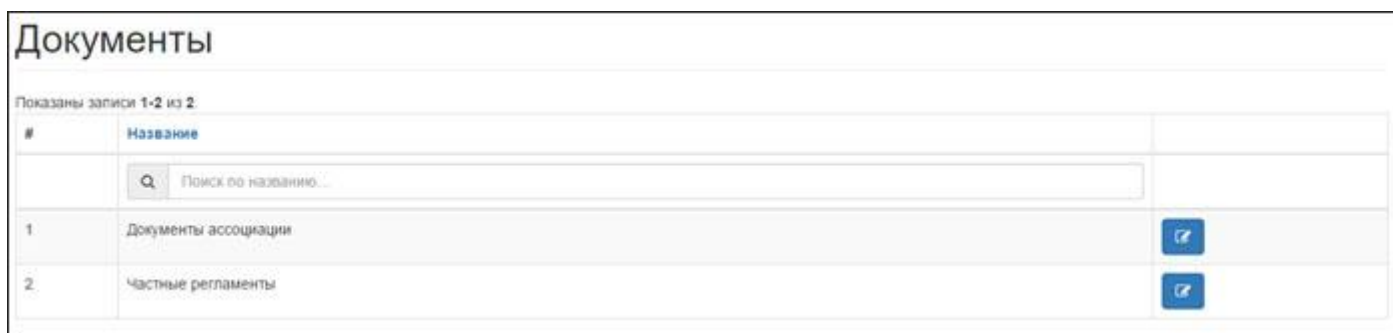 Документы
Показаны записи 1-2 из 2.
# Название
Поиск по названию...
1 Документы ассоциации
2 Частные регламенты